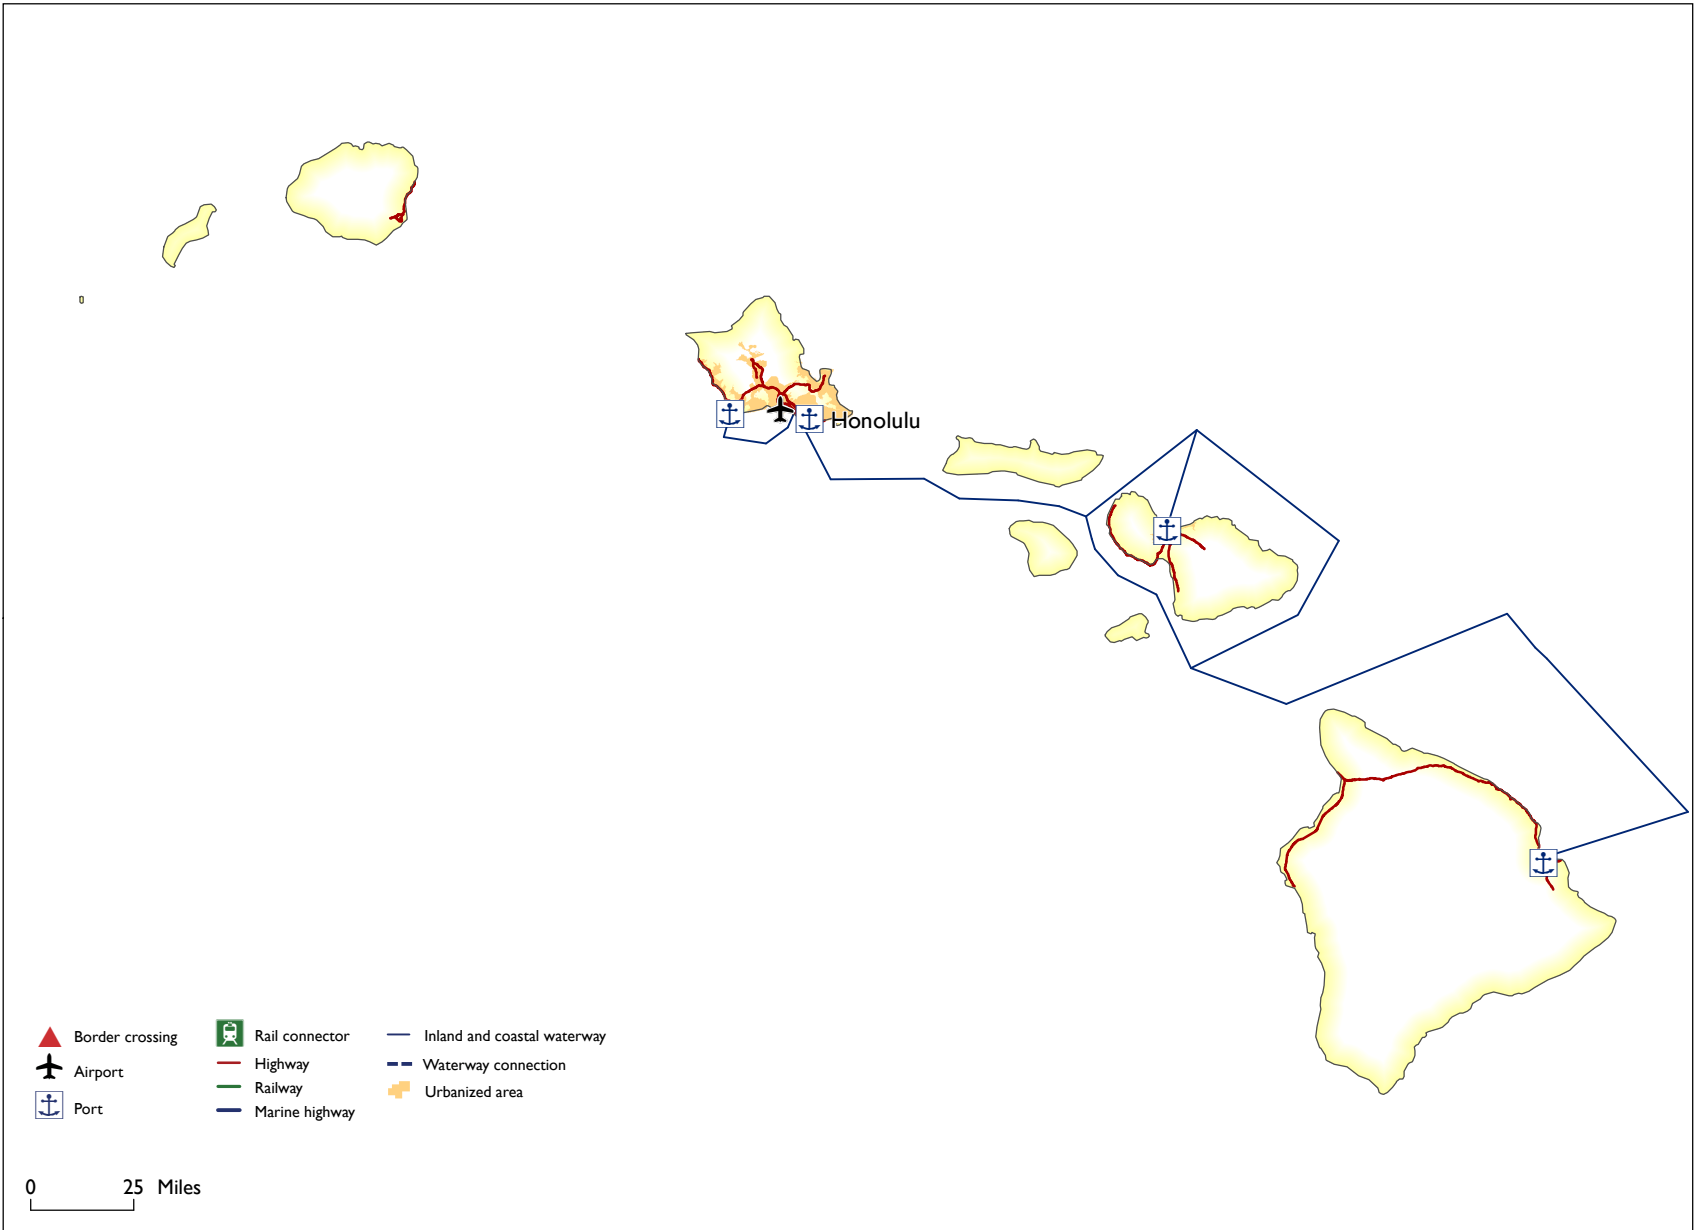 Honolulu
Border crossing
Airport
Port
Rail connector
Highway
Railway
Marine highway
Inland and coastal waterway
Waterway connection
Urbanized area
0 25 Miles